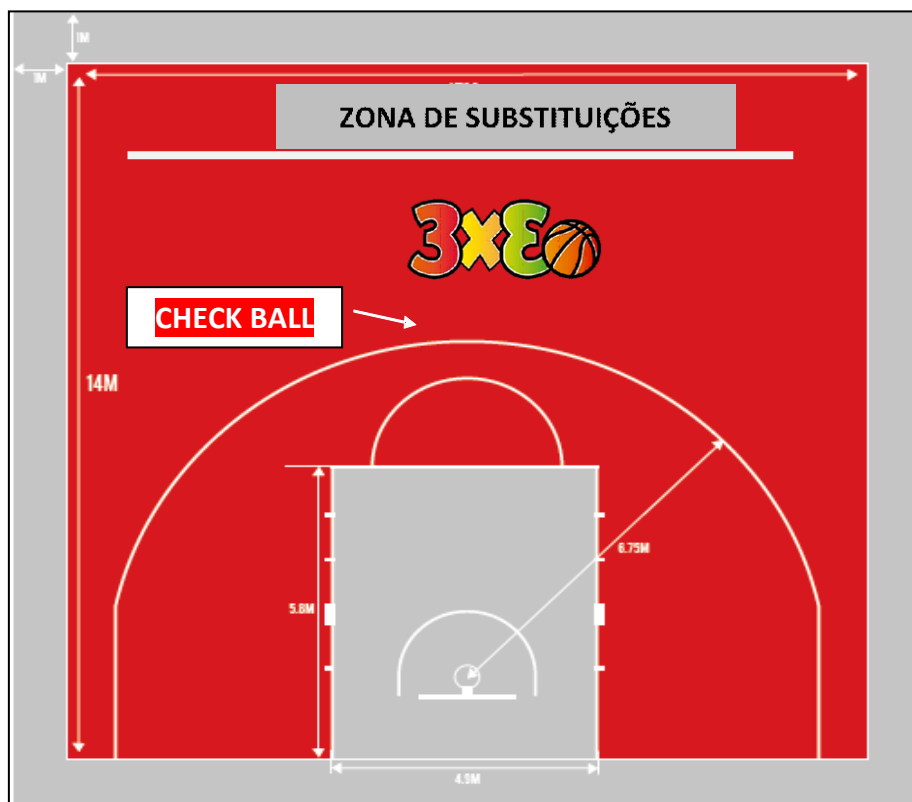 1M
1M
ZONA DE SUBSTITUIÇÕES
3x3
CHECK BALL
14M
6.75M
5.8M
4.9M